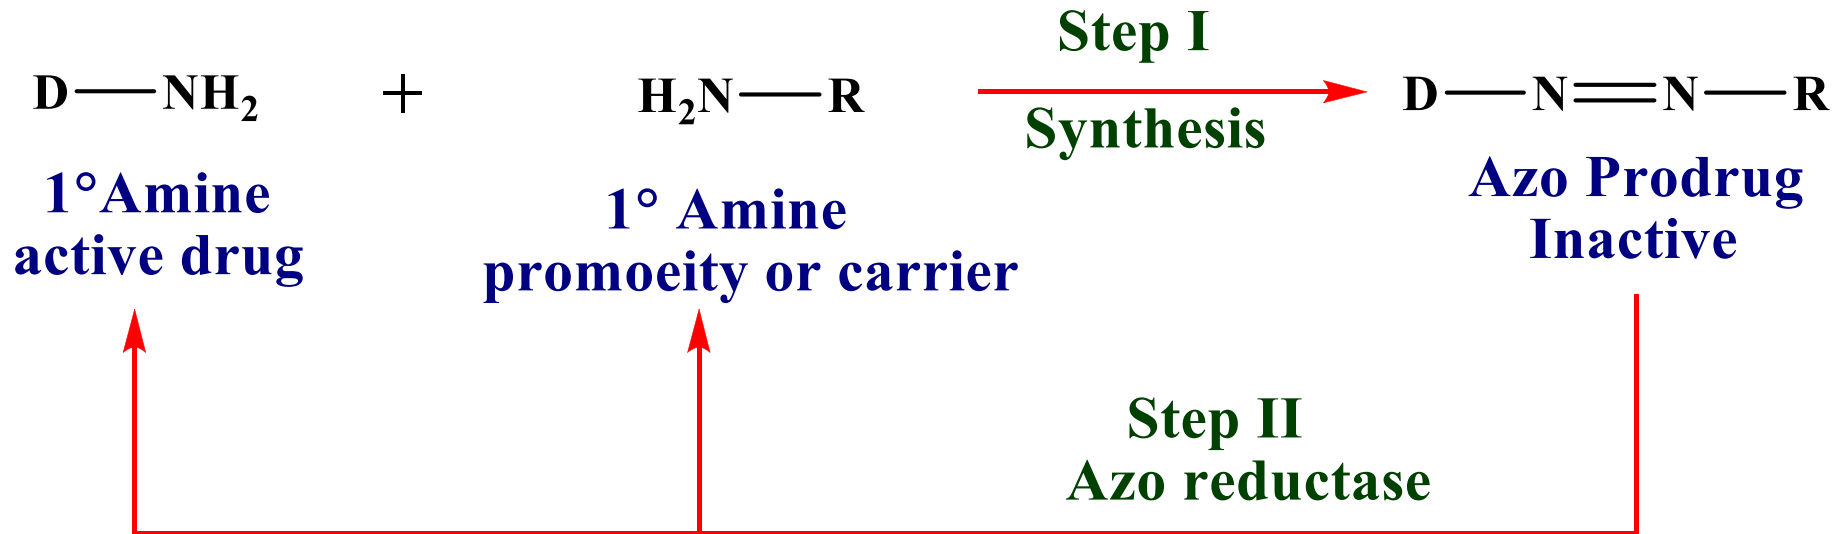 Step I
D—NH₂ + H₂N—R D—N=N—R
Synthesis
1°Amine
active drug
1° Amine
promoeity or carrier
Azo Prodrug
Inactive
Step II
Azo reductase